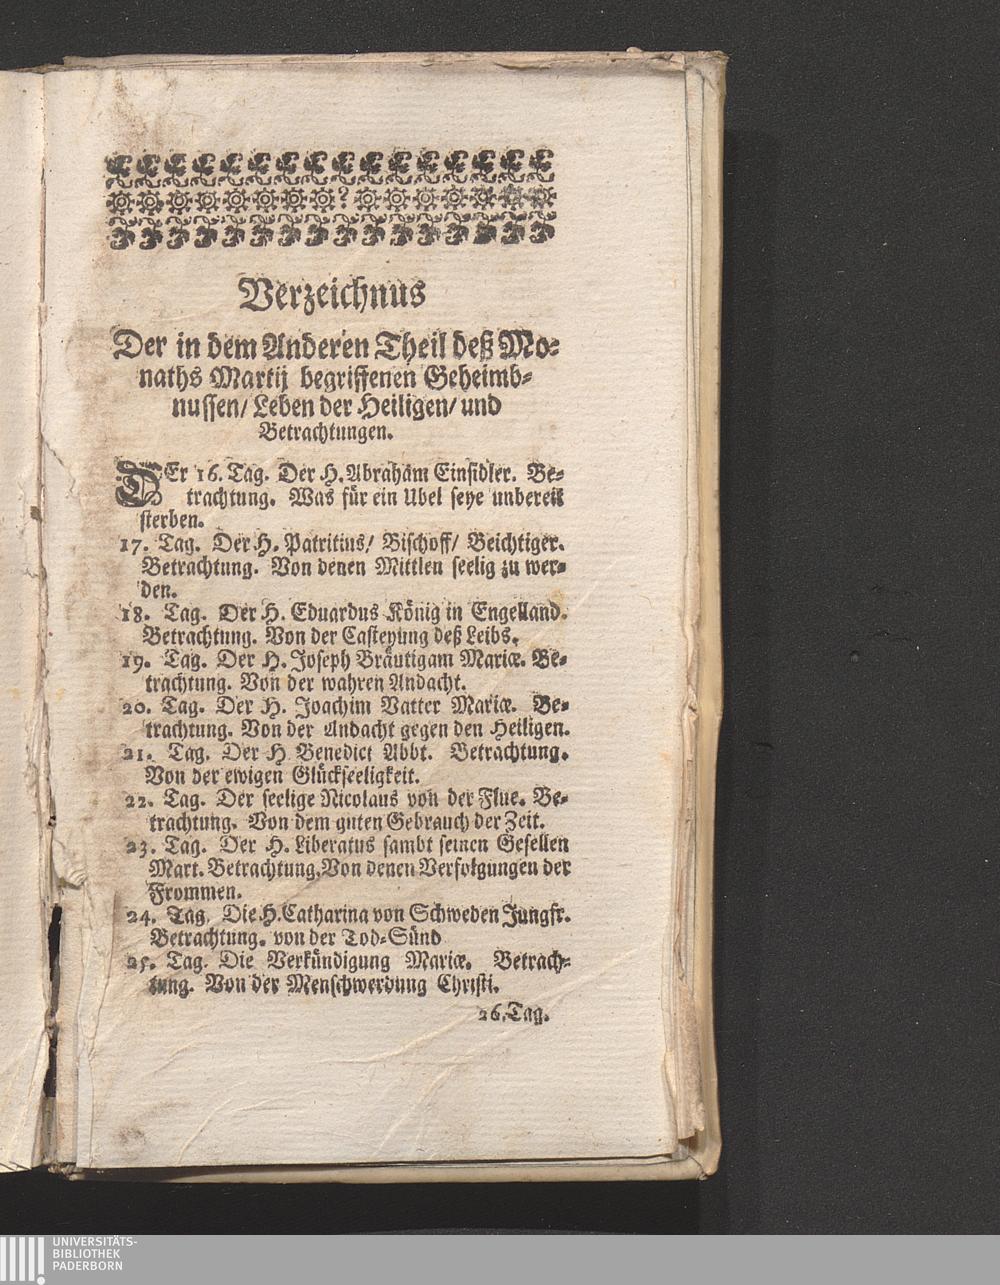 Verzeichnus
Der in dem Anderen Theil deß Mo-
naths Martij begriffenen Geheimb-
nussen/ Leben der Heiligen/ und
Betrachtungen.
DEr 16. Tag. Der H. Abraham Einsidler. Be-
trachtung. Was für ein Ubel seye unbereit
sterben.
17. Tag. Der H. Patritius/ Bischoff/ Beichtiger.
Betrachtung. Von denen Mittlen seelig zu wer-
den.
18. Tag. Der H. Eduardus König in Engelland.
Betrachtung. Von der Casteyung deß Leibs.
19. Tag. Der H. Joseph Bräutigam Mariæ. Be-
trachtung. Von der wahren Andacht.
20. Tag. Der H. Joachim Vatter Mariæ. Be-
trachtung. Von der Andacht gegen den Heiligen.
21. Tag. Der H Benedict Abbt. Betrachtung.
Von der ewigen Glückseeligkeit.
22. Tag. Der seelige Nicolaus von der Flue. Be-
trachtung. Von dem guten Gebrauch der Zeit.
23. Tag. Der H. Liberatus sambt seinen Gesellen
Mart. Betrachtung. Von denen Verfolgungen der
Frommen.
24. Tag. Die H. Catharina von Schweden Jungfr.
Betrachtung. von der Tod-Sünd
25. Tag. Die Verkündigung Mariæ. Betrach-
tung. Von der Menschwerdung Christi.
26. Tag.
UNIVERSITÄTS-
BIBLIOTHEK
PADERBORN